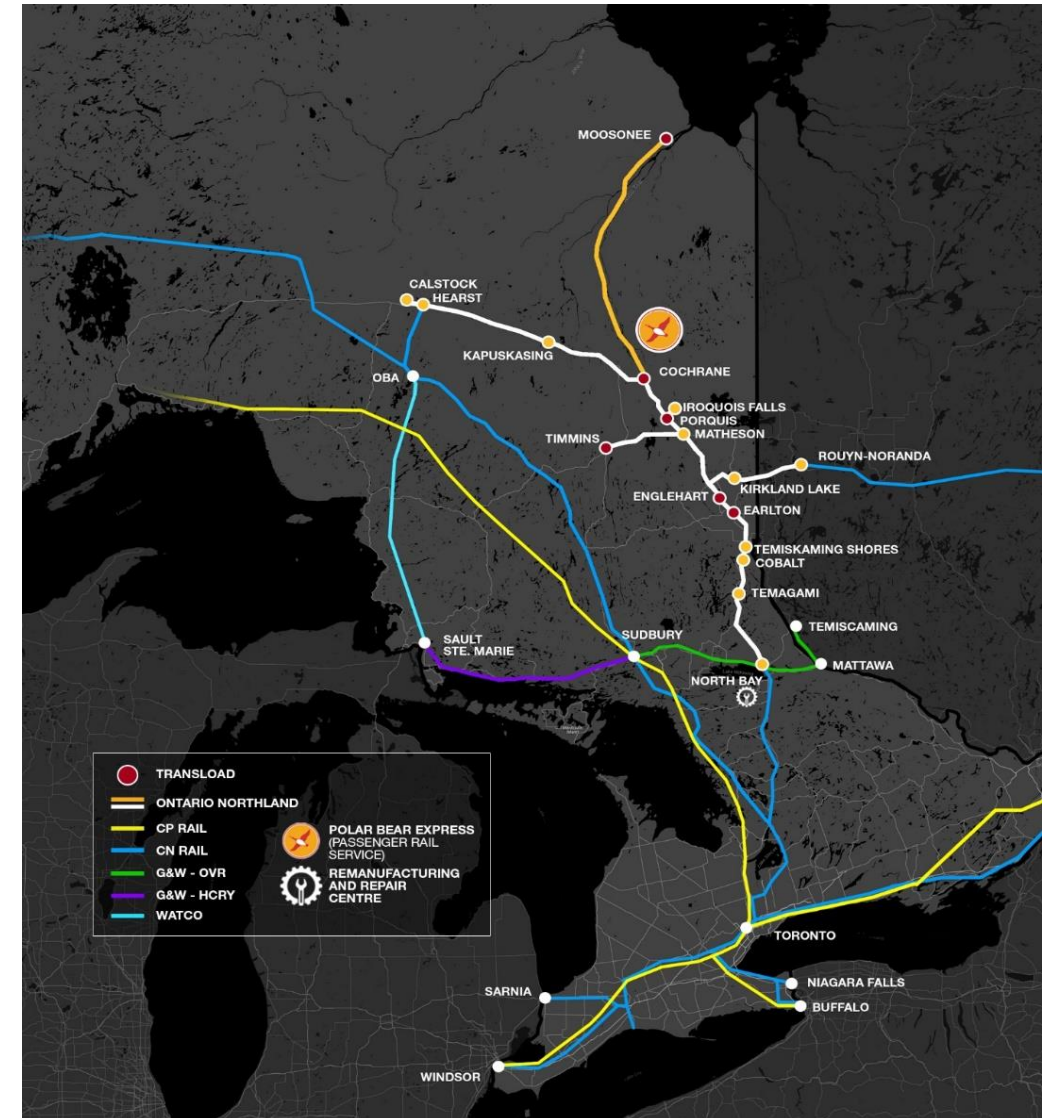 MOOSONEE
CALSTOCK
HEARST
KAPUSKASING
OBA
COCHRANE
IROQUOIS FALLS
PORQUIS
TIMMINS
MATHESON
ROUYN-NORANDA
KIRKLAND LAKE
ENGLEHART
EARLTON
TEMISKAMING SHORES
COBALT
TEMAGAMI
TEMISCAMING
SUDBURY
SAULT
STE. MARIE
MATTAWA
NORTH BAY
TRANSLOAD
ONTARIO NORTHLAND
CP RAIL
CN RAIL
G&W - OVR
G&W - HCRY
WATCO
POLAR BEAR EXPRESS
(PASSENGER RAIL
SERVICE)
REMANUFACTURING
AND REPAIR
CENTRE
TORONTO
NIAGARA FALLS
SARNIA
BUFFALO
WINDSOR